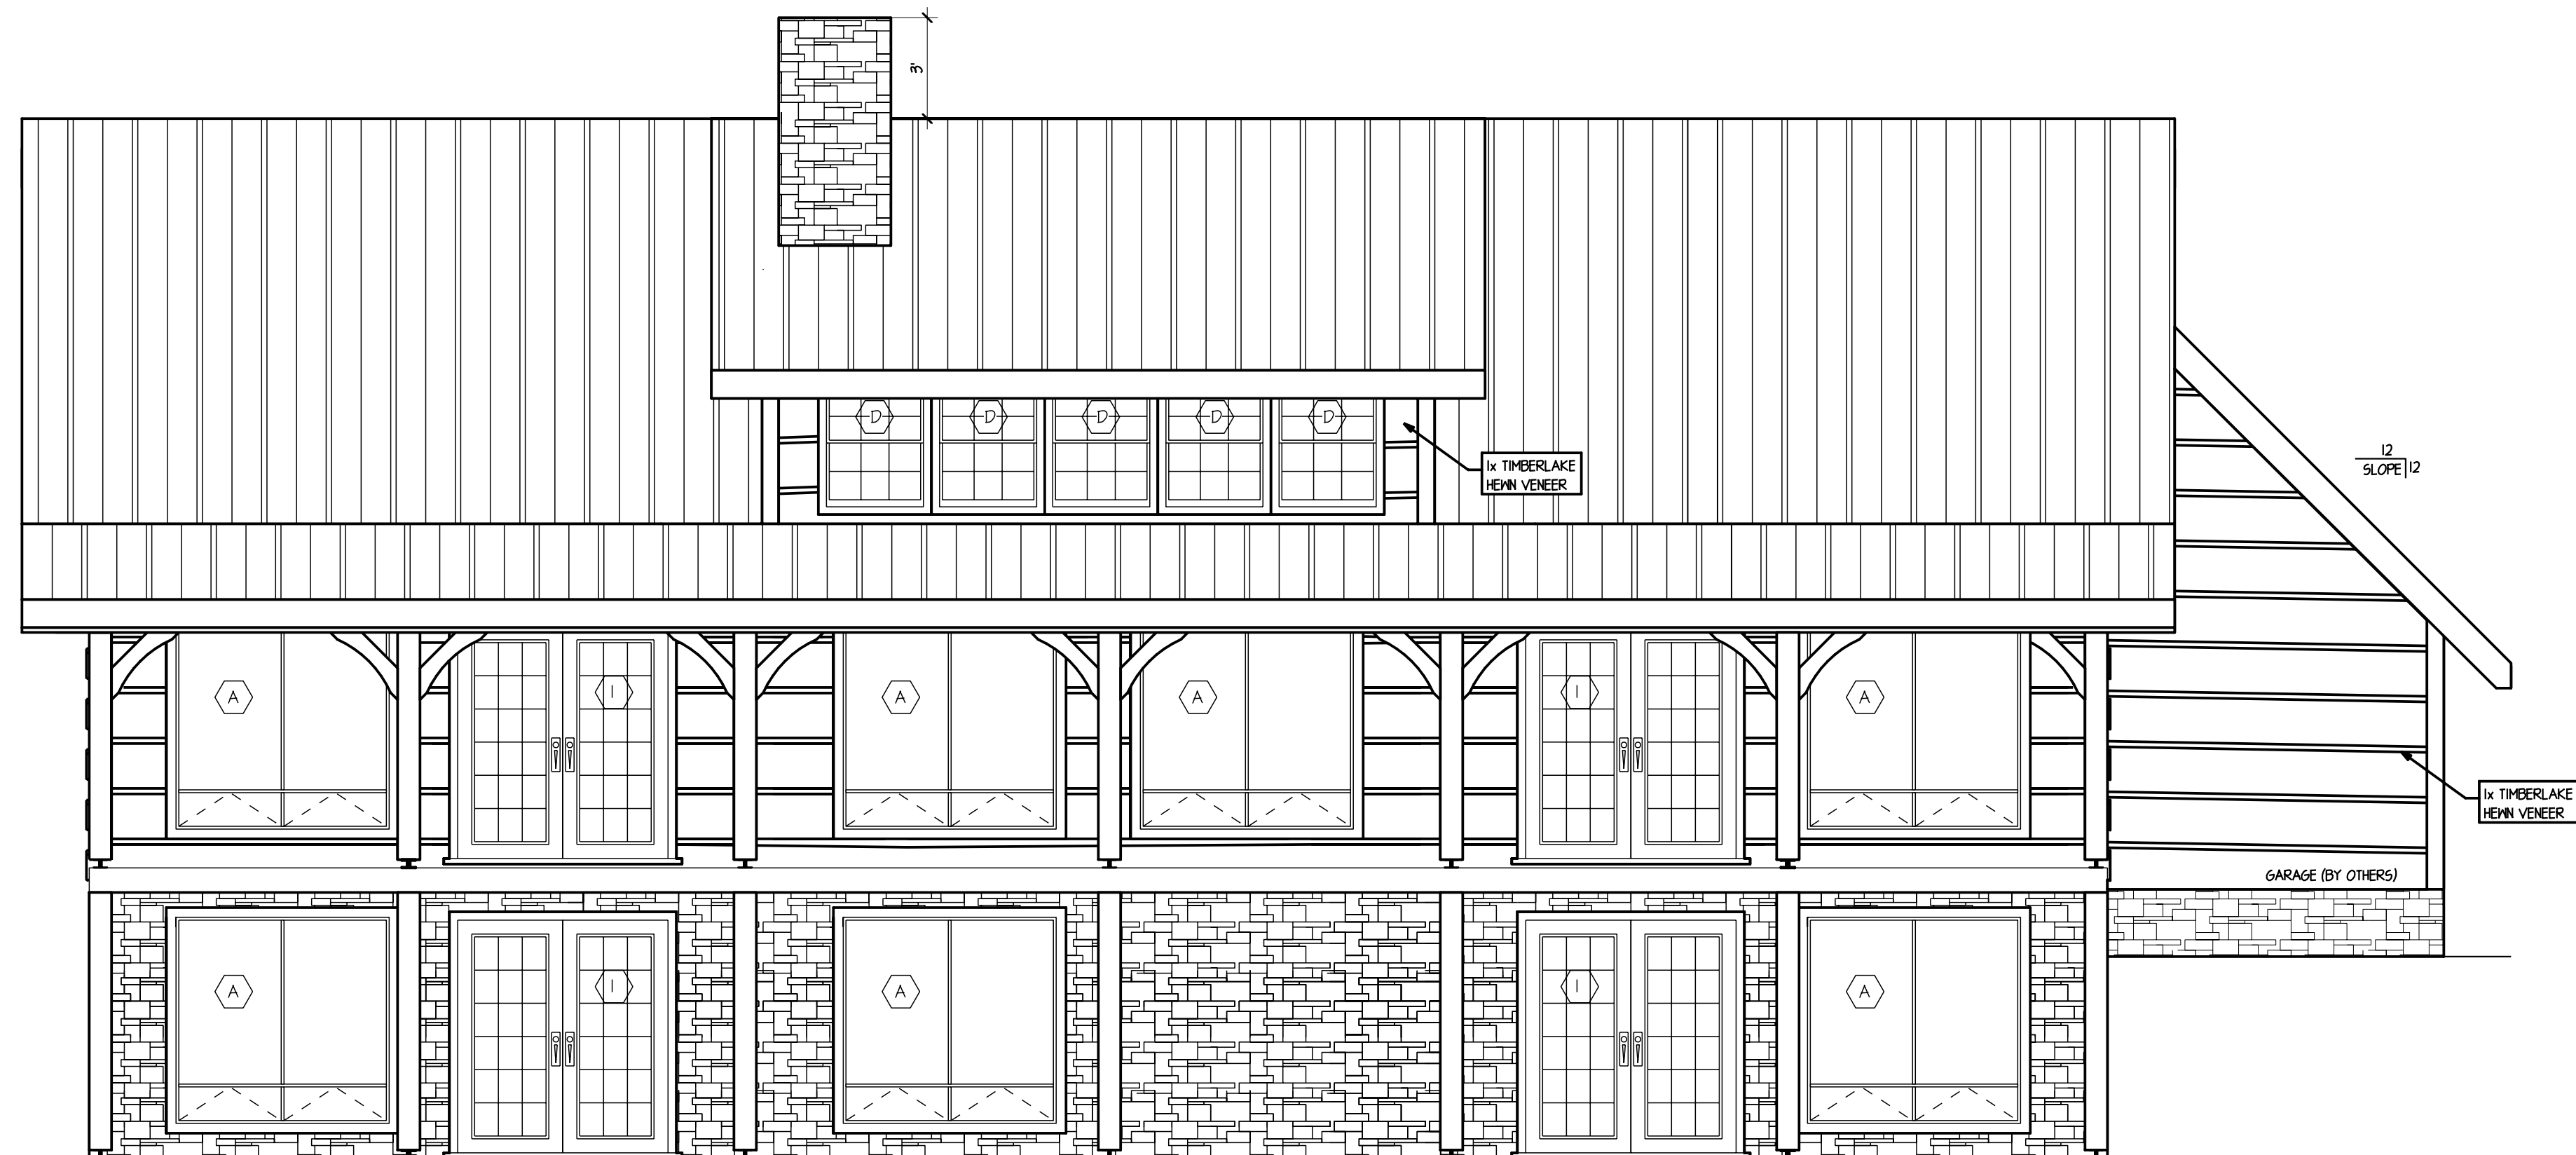 3'
D D D D D
1x TIMBERLAKE
HEWN VENEER
12
SLOPE 12
A I A A I A
1x TIMBERLAKE
HEWN VENEER
GARAGE (BY OTHERS)
A I A I A